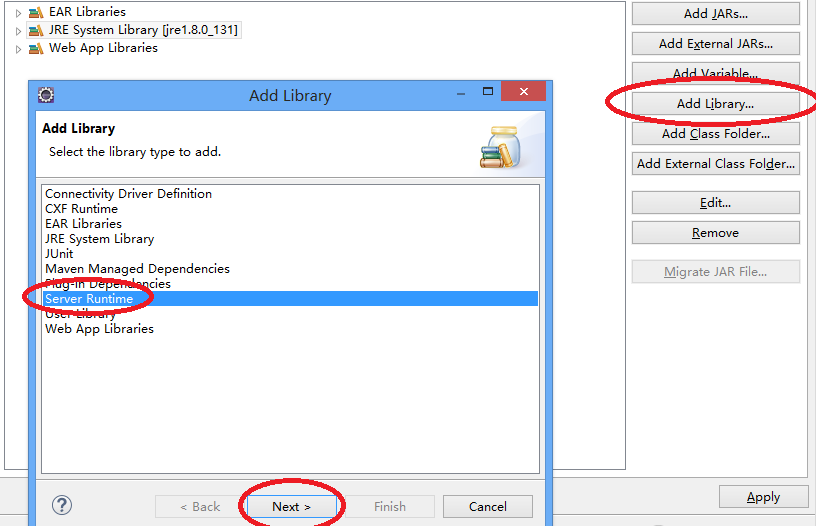 EAR Libraries
JRE System Library [jre1.8.0_131]
Web App Libraries
Add JARs...
Add External JARs...
Add Variable...
Add Library...
Add Class Folder...
Add External Class Folder...
Edit...
Remove
Migrate JAR File...
Add Library
Add Library
Select the library type to add.
Connectivity Driver Definition
CXF Runtime
EAR Libraries
JRE System Library
JUnit
Maven Managed Dependencies
Plug-in Dependencies
Server Runtime
User Library
Web App Libraries
?
< Back
Next >
Finish
Cancel
Apply